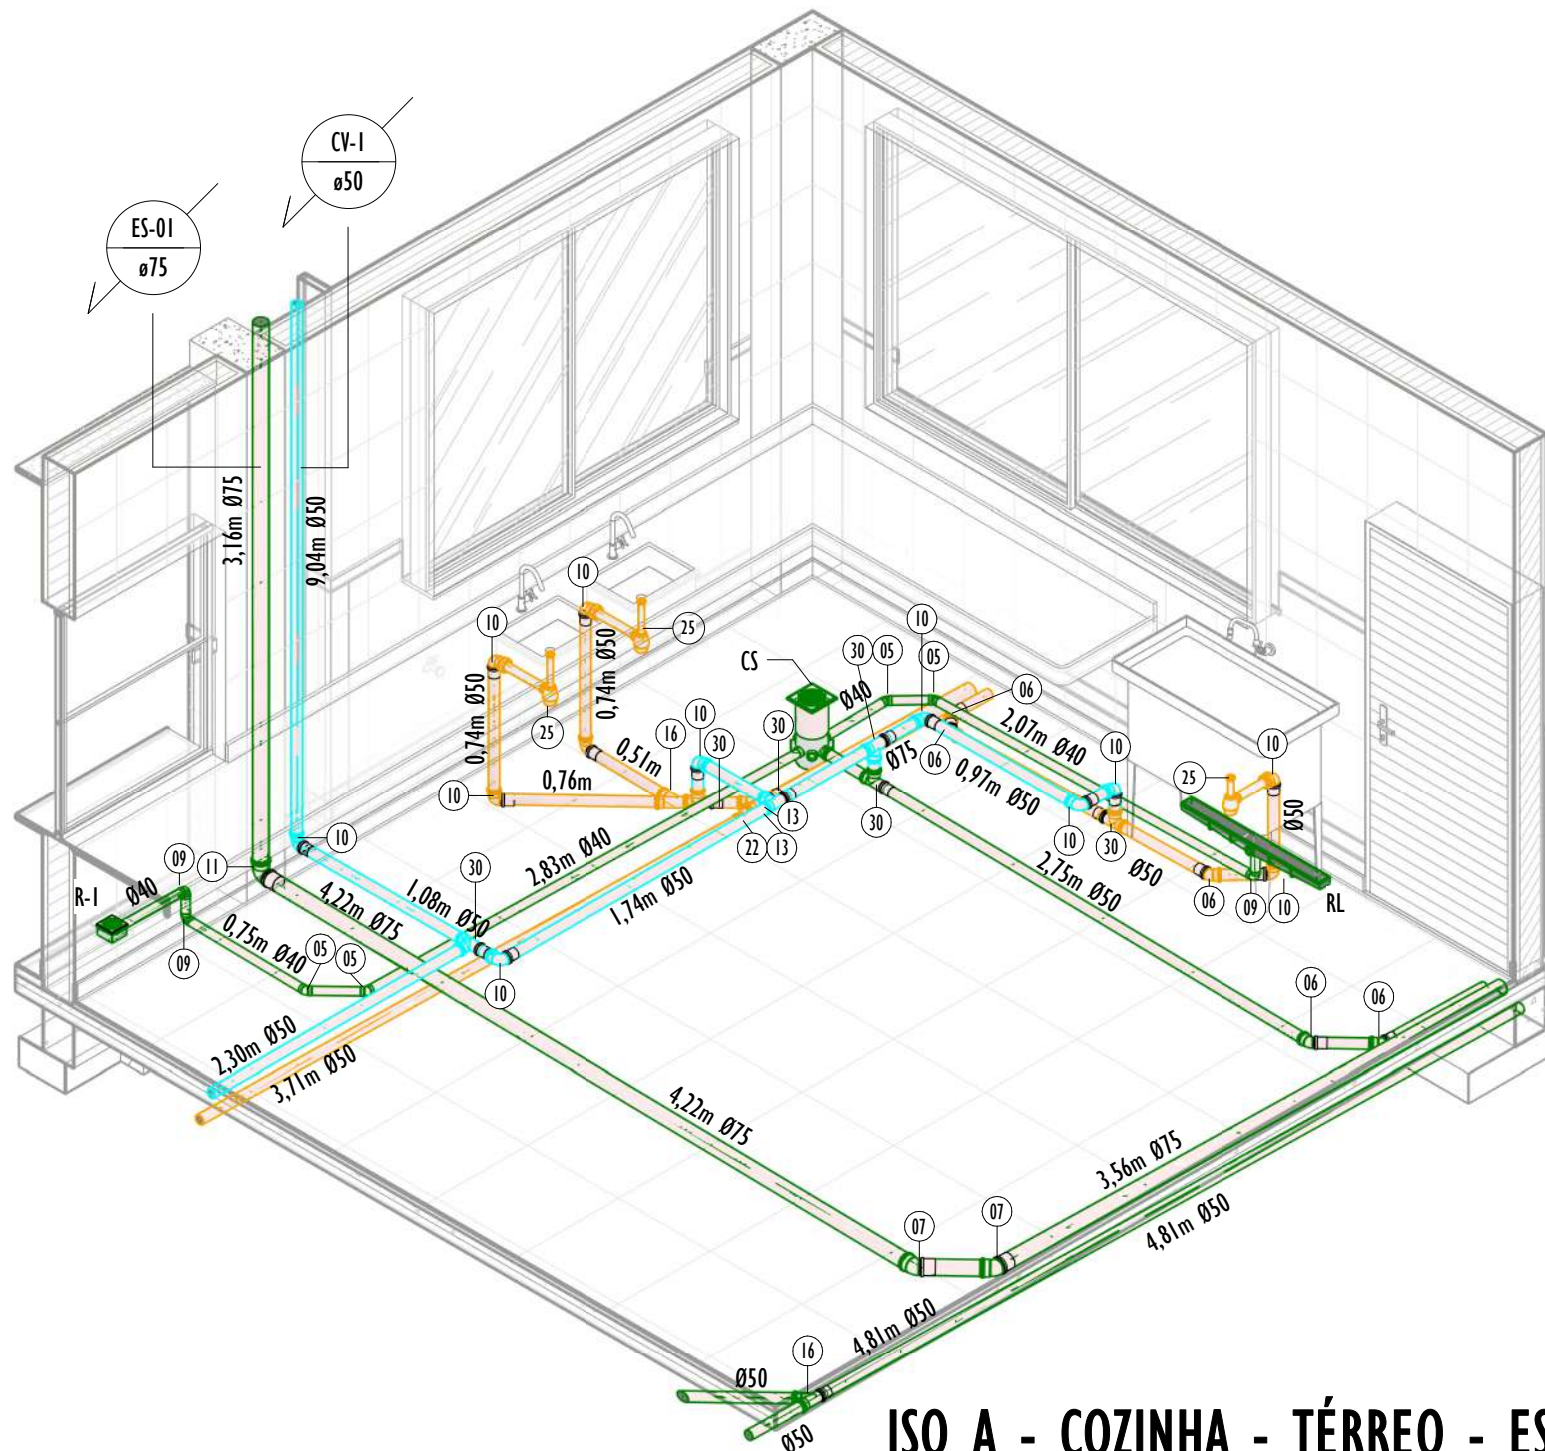 CV-1
ø50
ES-01
ø75
3,16m Ø75
9,04m Ø50
10
10
25
25
0,74m Ø50
0,74m Ø50
0,51m
0,76m
10
16
10
30
30
CS
Ø40
30
05
10
05
06
2,07m Ø40
Ø75
06
0,97m Ø50
10
10
25
10
Ø50
30
10
30
Ø50
06
09
10
RL
13
13
22
2,83m Ø40
1,74m Ø50
2,75m Ø50
10
11
09
R-1
Ø40
09
0,75m Ø40
05
05
4,22m Ø75
1,08m Ø50
30
10
2,30m Ø50
3,71m Ø50
06
06
4,22m Ø75
3,56m Ø75
4,81m Ø50
07
07
4,81m Ø50
16
Ø50
Ø50
ISO A - COZINHA - TÉRREO - ES